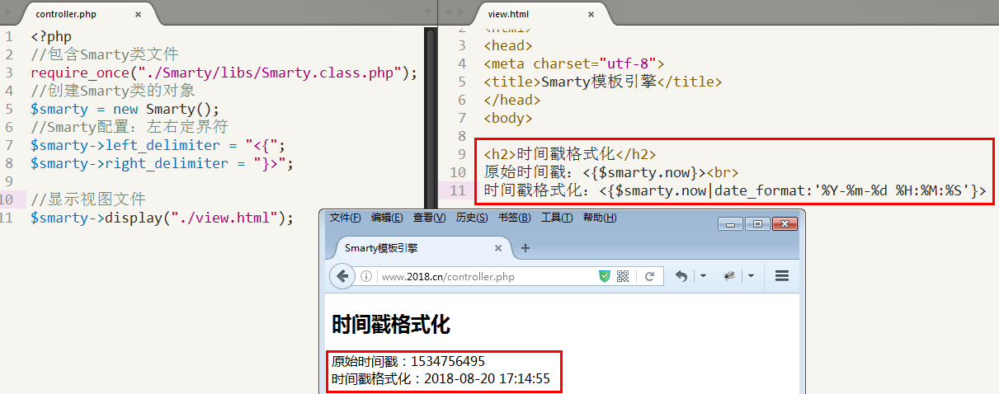 controller.php ×
1 <?php
2 //包含Smarty类文件
3 require_once("./Smarty/libs/Smarty.class.php");
4 //创建Smarty类的对象
5 $smarty = new Smarty();
6 //Smarty配置：左右定界符
7 $smarty->left_delimiter = "<{";
8 $smarty->right_delimiter = "}>";
9
10 //显示视图文件
11 $smarty->display("./view.html");
view.html ×
2 <html>
3 <head>
4 <meta charset="utf-8">
5 <title>Smarty模板引擎</title>
6 </head>
7 <body>
8
9 <h2>时间戳格式化</h2>
10 原始时间戳：<{$smarty.now}><br>
11 时间戳格式化：<{$smarty.now|date_format:'%Y-%m-%d %H:%M:%S'}>
文件(F) 编辑(E) 查看(V) 历史(S) 书签(B) 工具(T) 帮助(H)
Smarty模板引擎 × +
www.2018.cn/controller.php
时间戳格式化
原始时间戳：1534756495
时间戳格式化：2018-08-20 17:14:55